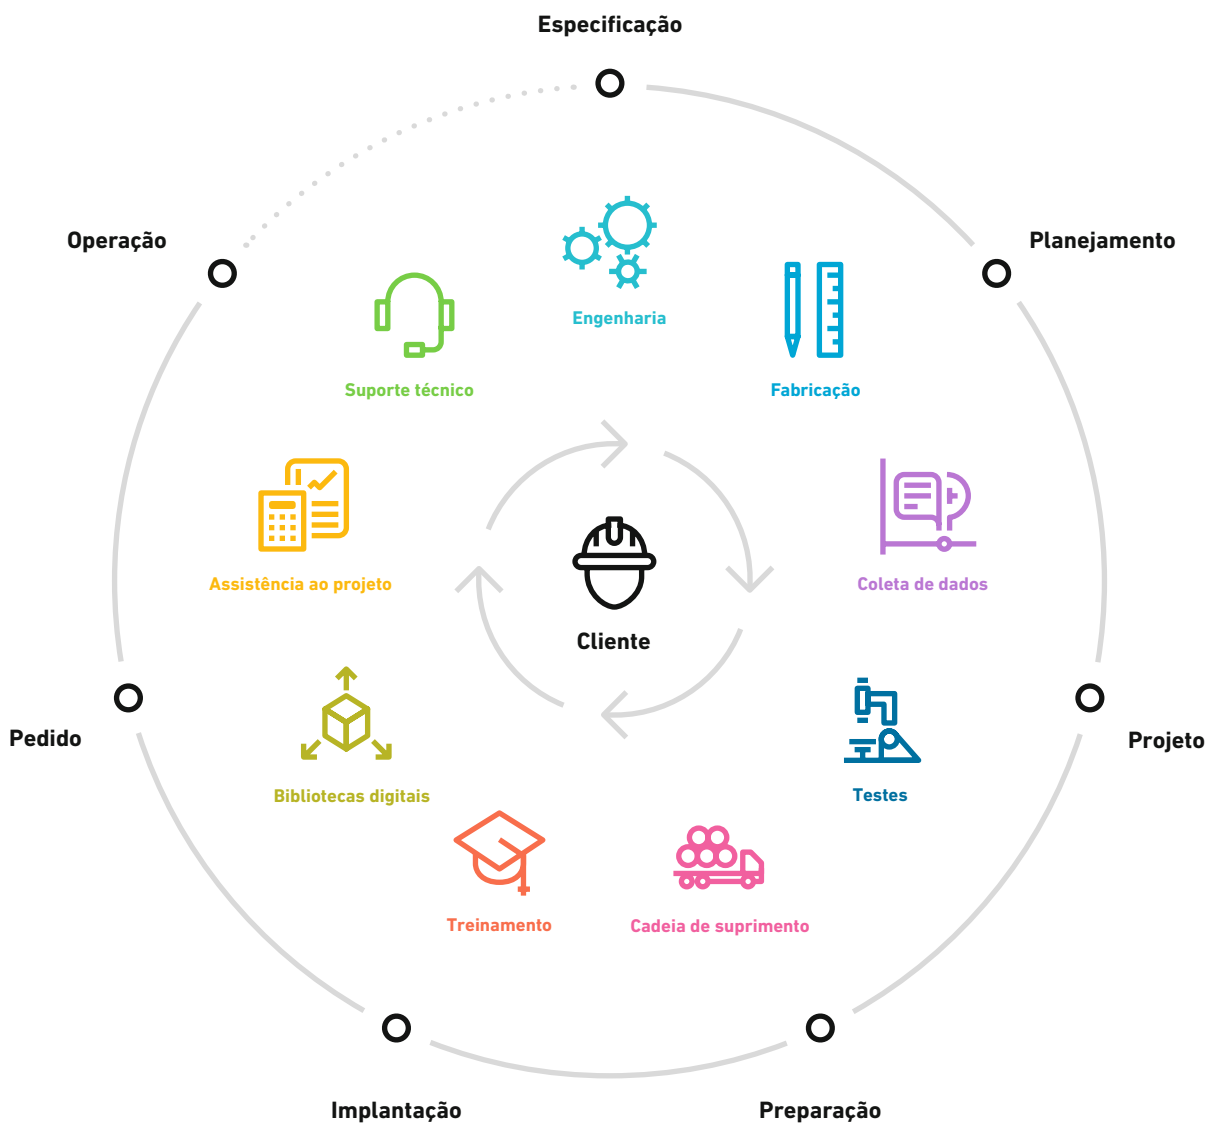 Especificação
Operação
Planejamento
Engenharia
Suporte técnico
Fabricação
Assistência ao projeto
Coleta de dados
Cliente
Pedido
Projeto
Bibliotecas digitais
Testes
Treinamento
Cadeia de suprimento
Implantação
Preparação